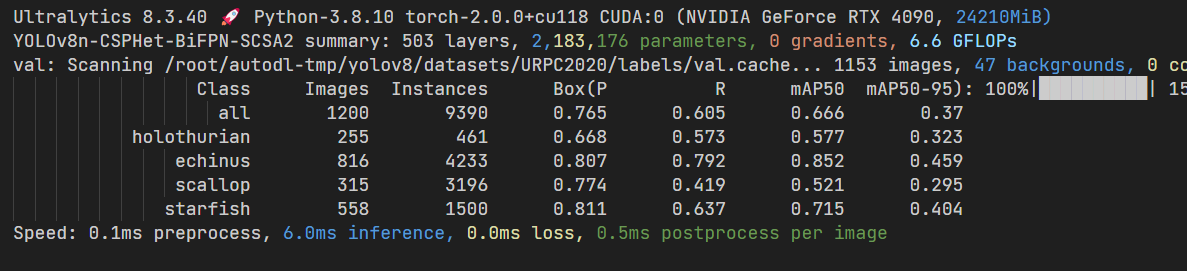 Ultralytics 8.3.40 🚀 Python-3.8.10 torch-2.0.0+cu118 CUDA:0 (NVIDIA GeForce RTX 4090, 24210MiB)
YOLOv8n-CSPHet-BiFPN-SCSA2 summary: 503 layers, 2,183,176 parameters, 0 gradients, 6.6 GFLOPs
val: Scanning /root/autodl-tmp/yolov8/datasets/URPC2020/labels/val.cache... 1153 images, 47 backgrounds, 0 co
Class Images Instances Box(P R mAP50 mAP50-95): 100%|██████████| 15
all 1200 9390 0.765 0.605 0.666 0.37
holothurian 255 461 0.668 0.573 0.577 0.323
echinus 816 4233 0.807 0.792 0.852 0.459
scallop 315 3196 0.774 0.419 0.521 0.295
starfish 558 1500 0.811 0.637 0.715 0.404
Speed: 0.1ms preprocess, 6.0ms inference, 0.0ms loss, 0.5ms postprocess per image